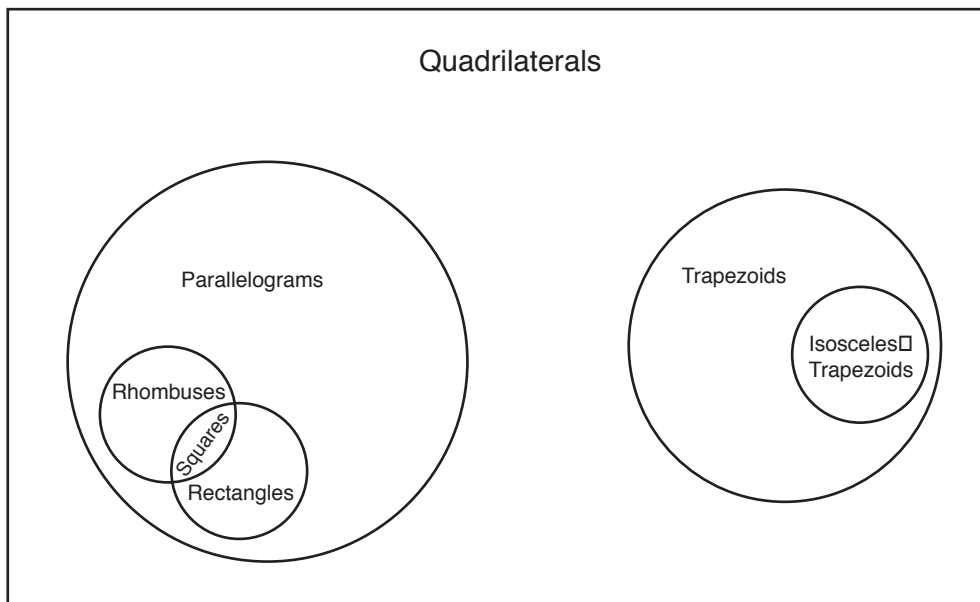 Quadrilaterals
Parallelograms
Trapezoids
Isosceles□
Trapezoids
Rhombuses
Squares
Rectangles